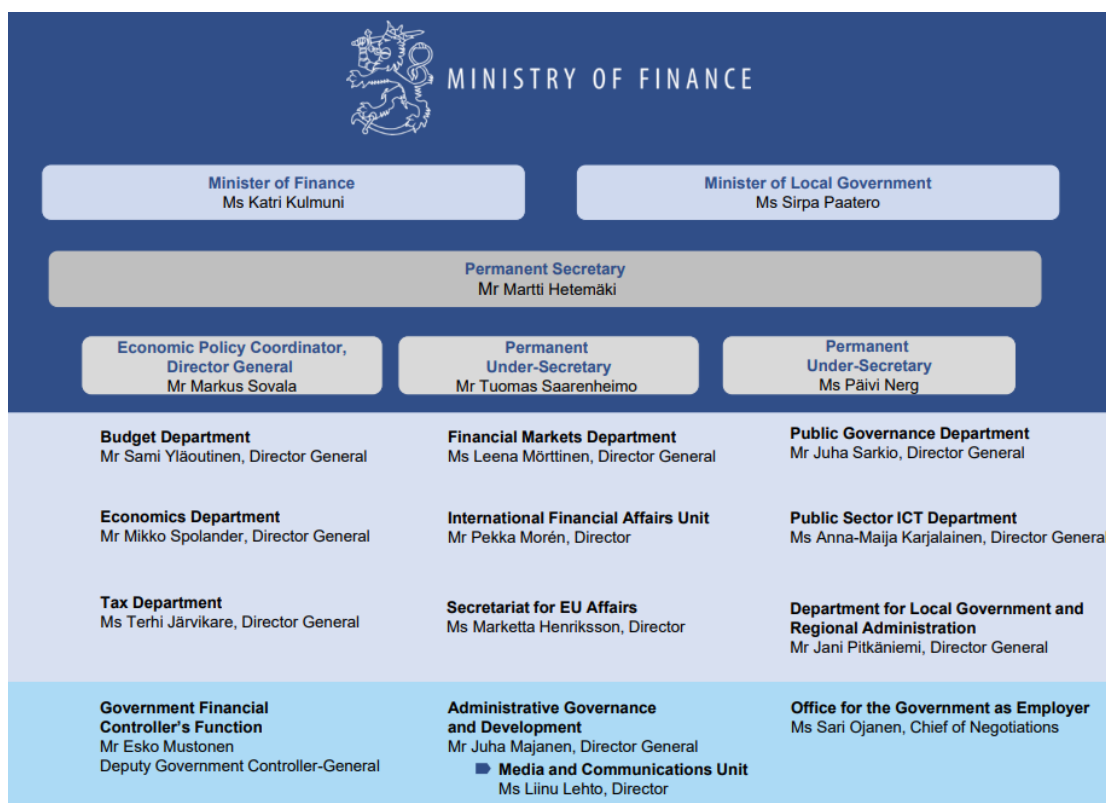 MINISTRY OF FINANCE
Minister of Finance
Ms Katri Kulmuni
Minister of Local Government
Ms Sirpa Paatero
Permanent Secretary
Mr Martti Hetemäki
Economic Policy Coordinator,
Director General
Mr Markus Sovala
Permanent
Under-Secretary
Mr Tuomas Saarenheimo
Permanent
Under-Secretary
Ms Päivi Nerg
Budget Department
Mr Sami Yläoutinen, Director General
Financial Markets Department
Ms Leena Mörttinen, Director General
Public Governance Department
Mr Juha Sarkio, Director General
Economics Department
Mr Mikko Spolander, Director General
International Financial Affairs Unit
Mr Pekka Morén, Director
Public Sector ICT Department
Ms Anna-Maija Karjalainen, Director General
Tax Department
Ms Terhi Järvikare, Director General
Secretariat for EU Affairs
Ms Marketta Henriksson, Director
Department for Local Government and
Regional Administration
Mr Jani Pitkäniemi, Director General
Government Financial
Controller's Function
Mr Esko Mustonen
Deputy Government Controller-General
Administrative Governance
and Development
Mr Juha Majanen, Director General
Media and Communications Unit
Ms Liinu Lehto, Director
Office for the Government as Employer
Ms Sari Ojanen, Chief of Negotiations